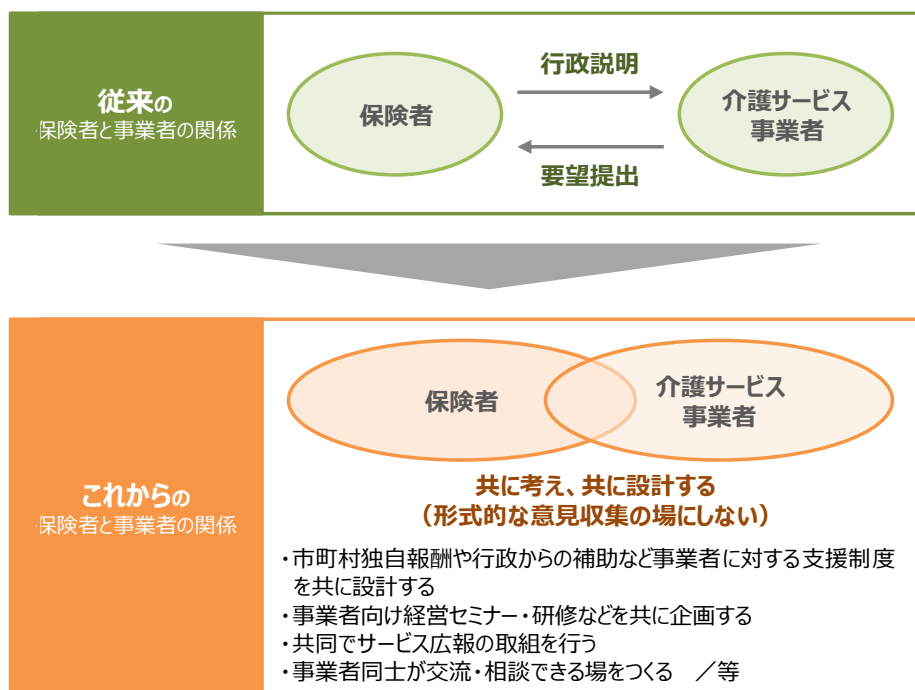 従来の
保険者と事業者の関係
行政説明
保険者
介護サービス
事業者
要望提出
これからの
保険者と事業者の関係
保険者
介護サービス
事業者
共に考え、共に設計する
（形式的な意見収集の場にしない）
・市町村独自報酬や行政からの補助など事業者に対する支援制度
を共に設計する
・事業者向け経営セミナー・研修などを共に企画する
・共同でサービス広報の取組を行う
・事業者同士が交流・相談できる場をつくる　／等